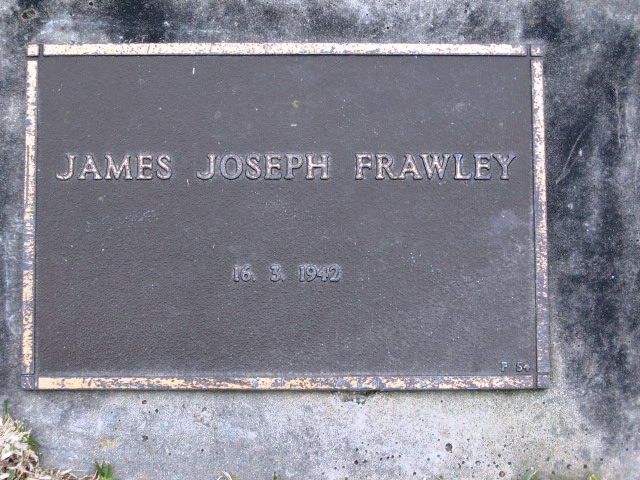 JAMES JOSEPH FRAWLEY
16. 3. 1942
F 54